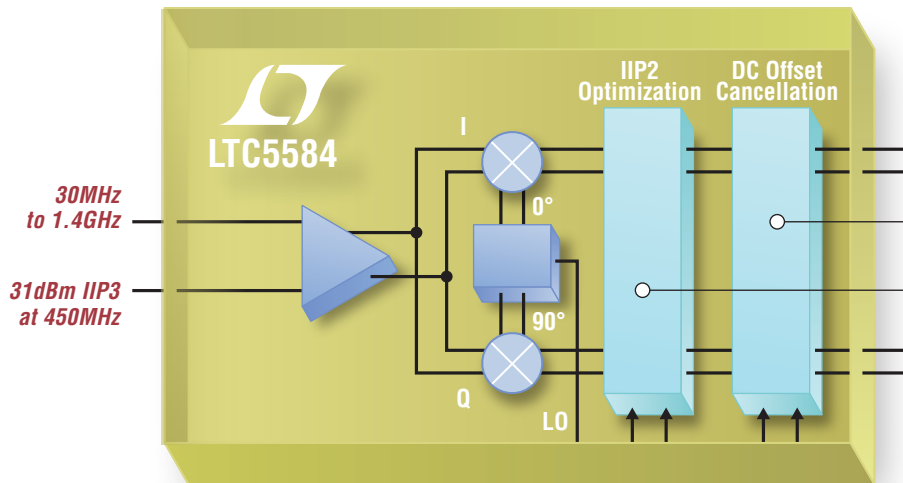 IIP2
Optimization
DC Offset
Cancellation
LTC5584
I
30MHz
to 1.4GHz
0°
31dBm IIP3
at 450MHz
90°
Q
LO